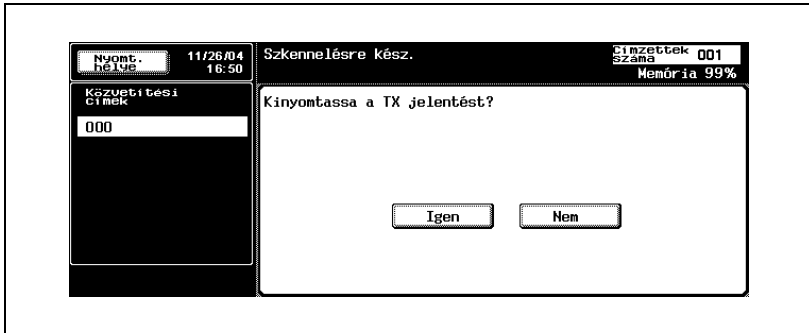 Nyomt.
helye
11/26/04
16:50
Szkennelésre kész.
Címzettek
száma 001
Memória 99%
Közvetítési
címek
000
Kinyomtassa a TX jelentést?
Igen
Nem